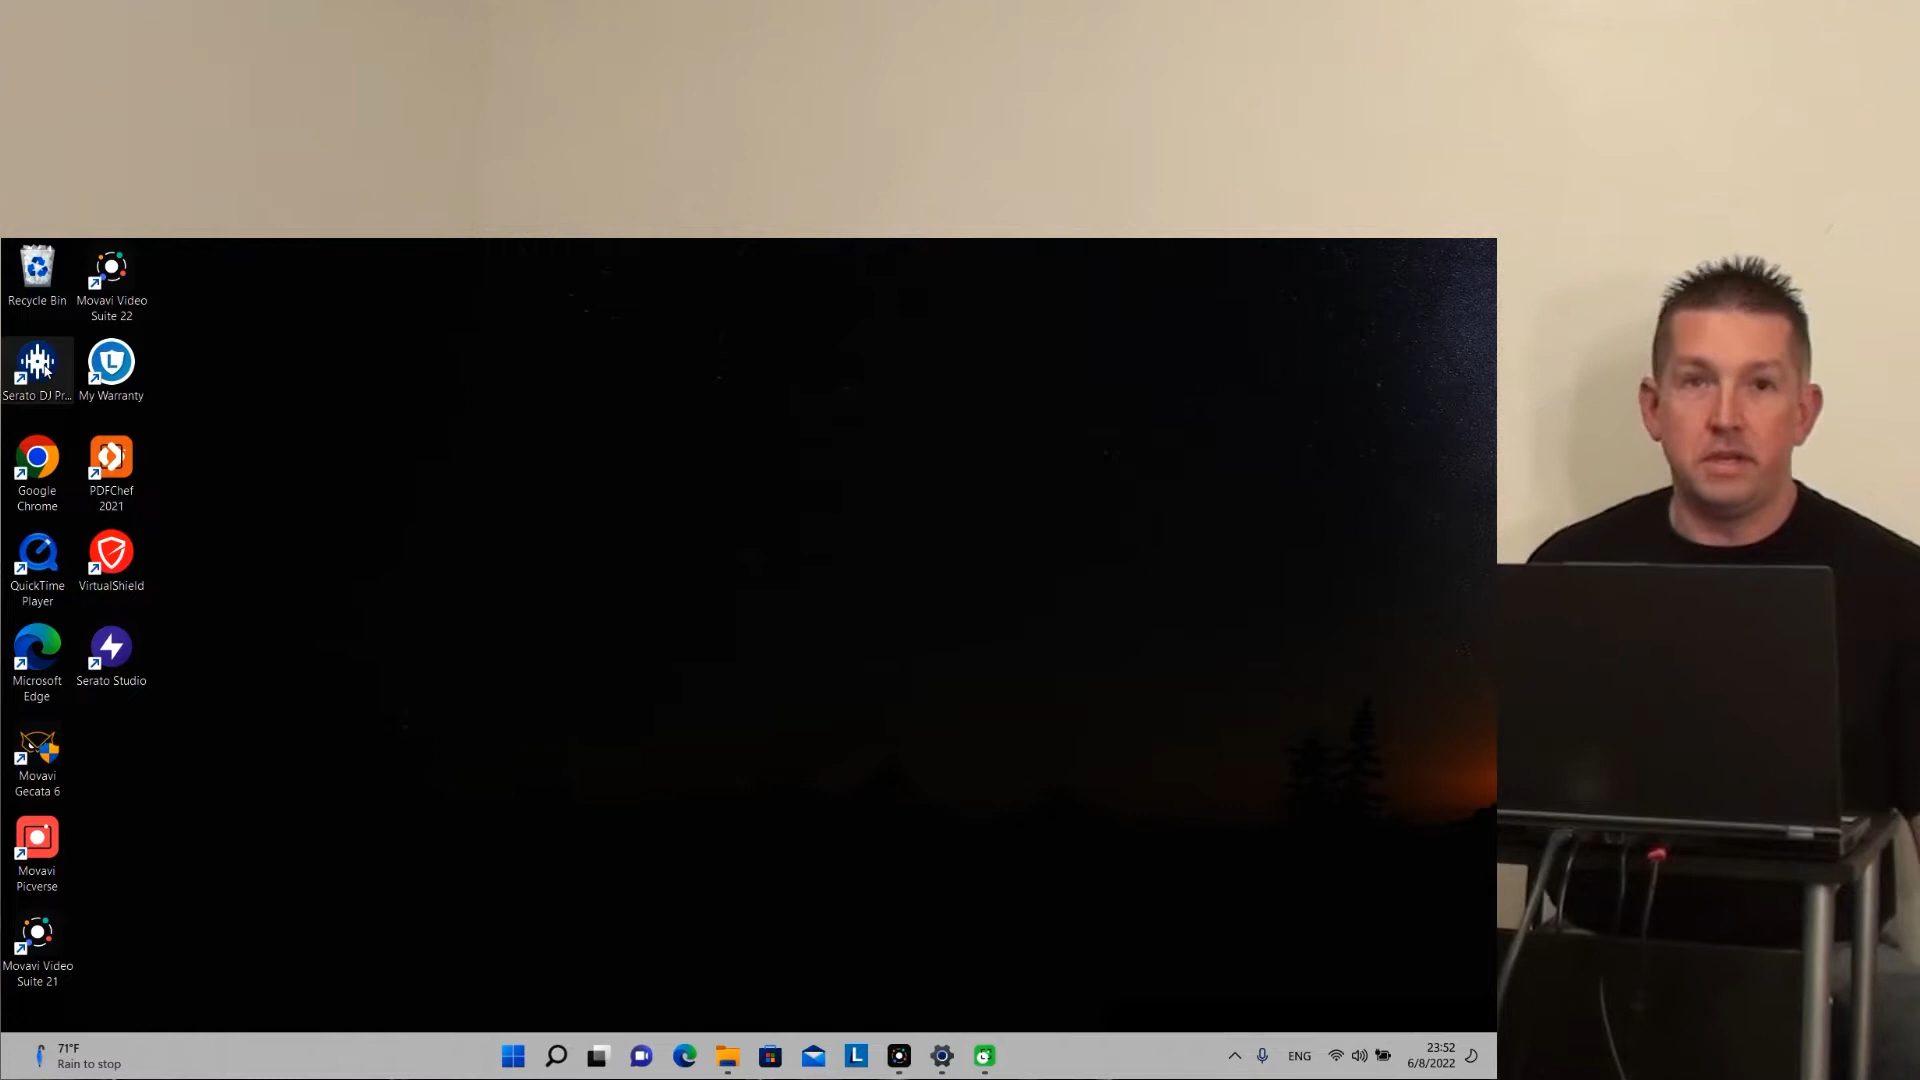 Recycle Bin
Movavi Video
Suite 22
Serato DJ Pr...
My Warranty
Google
Chrome
PDFChef
2021
QuickTime
Player
VirtualShield
Microsoft
Edge
Serato Studio
Movavi
Gecata 6
Movavi
Picverse
Movavi Video
Suite 21
71°F
Rain to stop
L
ENG
23:52
6/8/2022